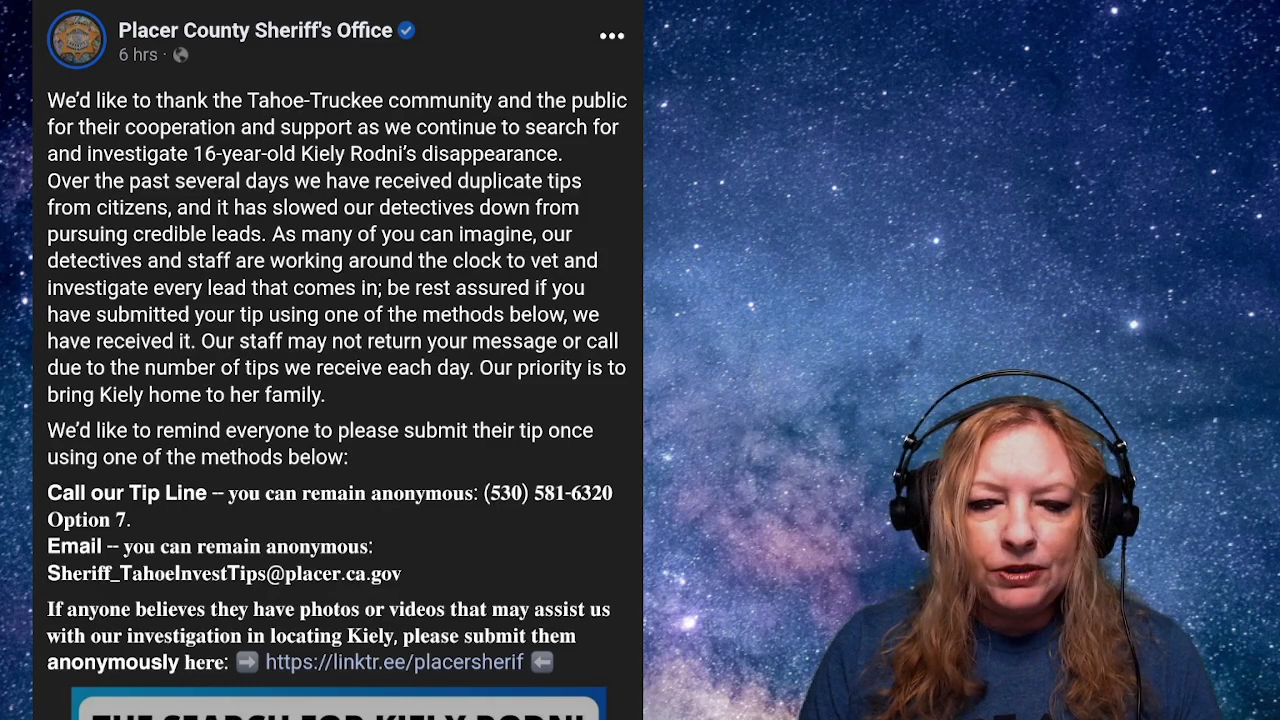 Placer County Sheriff's Office
6 hrs ·
We'd like to thank the Tahoe-Truckee community and the public
for their cooperation and support as we continue to search for
and investigate 16-year-old Kiely Rodni's disappearance.
Over the past several days we have received duplicate tips
from citizens, and it has slowed our detectives down from
pursuing credible leads. As many of you can imagine, our
detectives and staff are working around the clock to vet and
investigate every lead that comes in; be rest assured if you
have submitted your tip using one of the methods below, we
have received it. Our staff may not return your message or call
due to the number of tips we receive each day. Our priority is to
bring Kiely home to her family.
We'd like to remind everyone to please submit their tip once
using one of the methods below:
Call our Tip Line -- you can remain anonymous: (530) 581-6320
Option 7.
Email -- you can remain anonymous:
Sheriff_TahoeInvestTips@placer.ca.gov
If anyone believes they have photos or videos that may assist us
with our investigation in locating Kiely, please submit them
anonymously here: ➡️ https://linktr.ee/placersherif ⬅️
THE SEARCH FOR KIELY RODNI